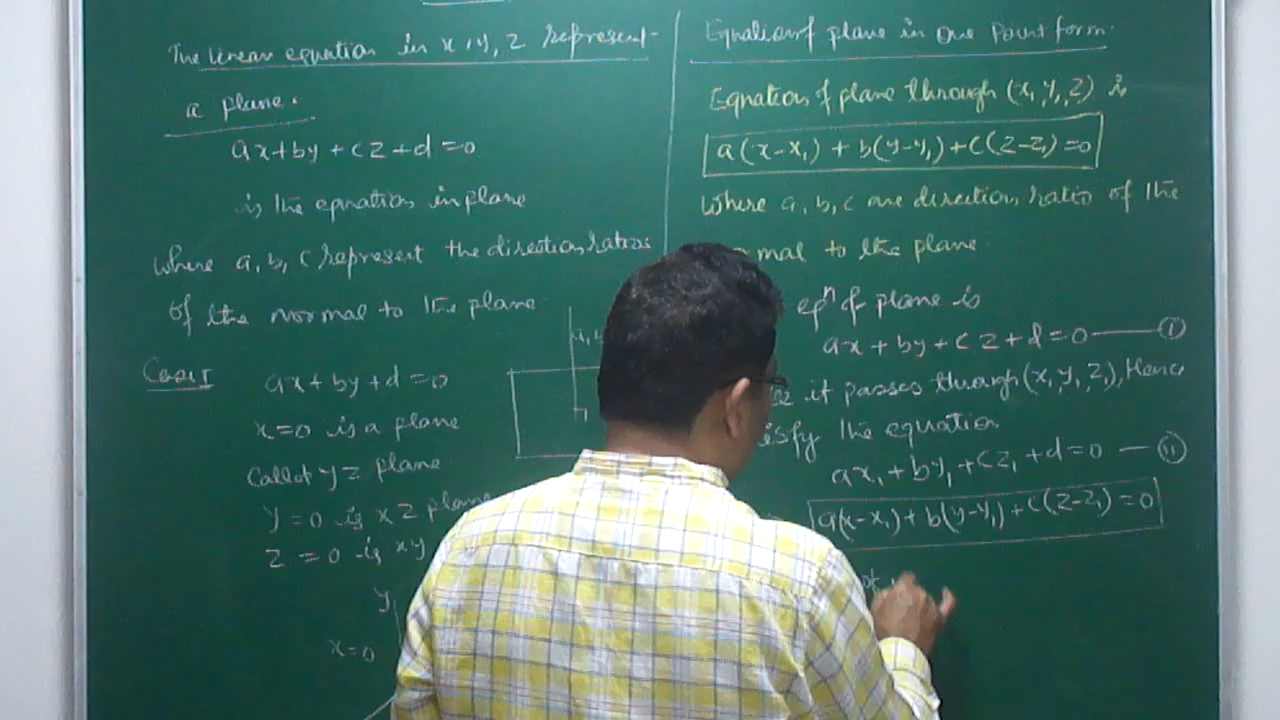 The linear equation in x, y, z represent
a plane.
ax+by+cz+d=0
is the equation in plane
where a, b, c represent the direction ratios
of the normal to the plane
Case I ax+by+d=0
x=0 is a plane
Called yz plane
y=0 is xz plane
z=0 is xy
y
x=0
Equation of plane in One Point form.
Equation of plane through (x₁ y₁, z₁) is
a(x-x₁)+b(y-y₁)+c(z-z₁)=0
where a, b, c are direction ratio of the
mal to the plane.
eqⁿ of plane is
ax+by+cz+d=0 — (I)
it passes through (x₁ y₁ z₁), Hence
isfy the equation
ax₁+by₁+cz₁+d=0 — (II)
a(x-x₁)+b(y-y₁)+c(z-z₁)=0